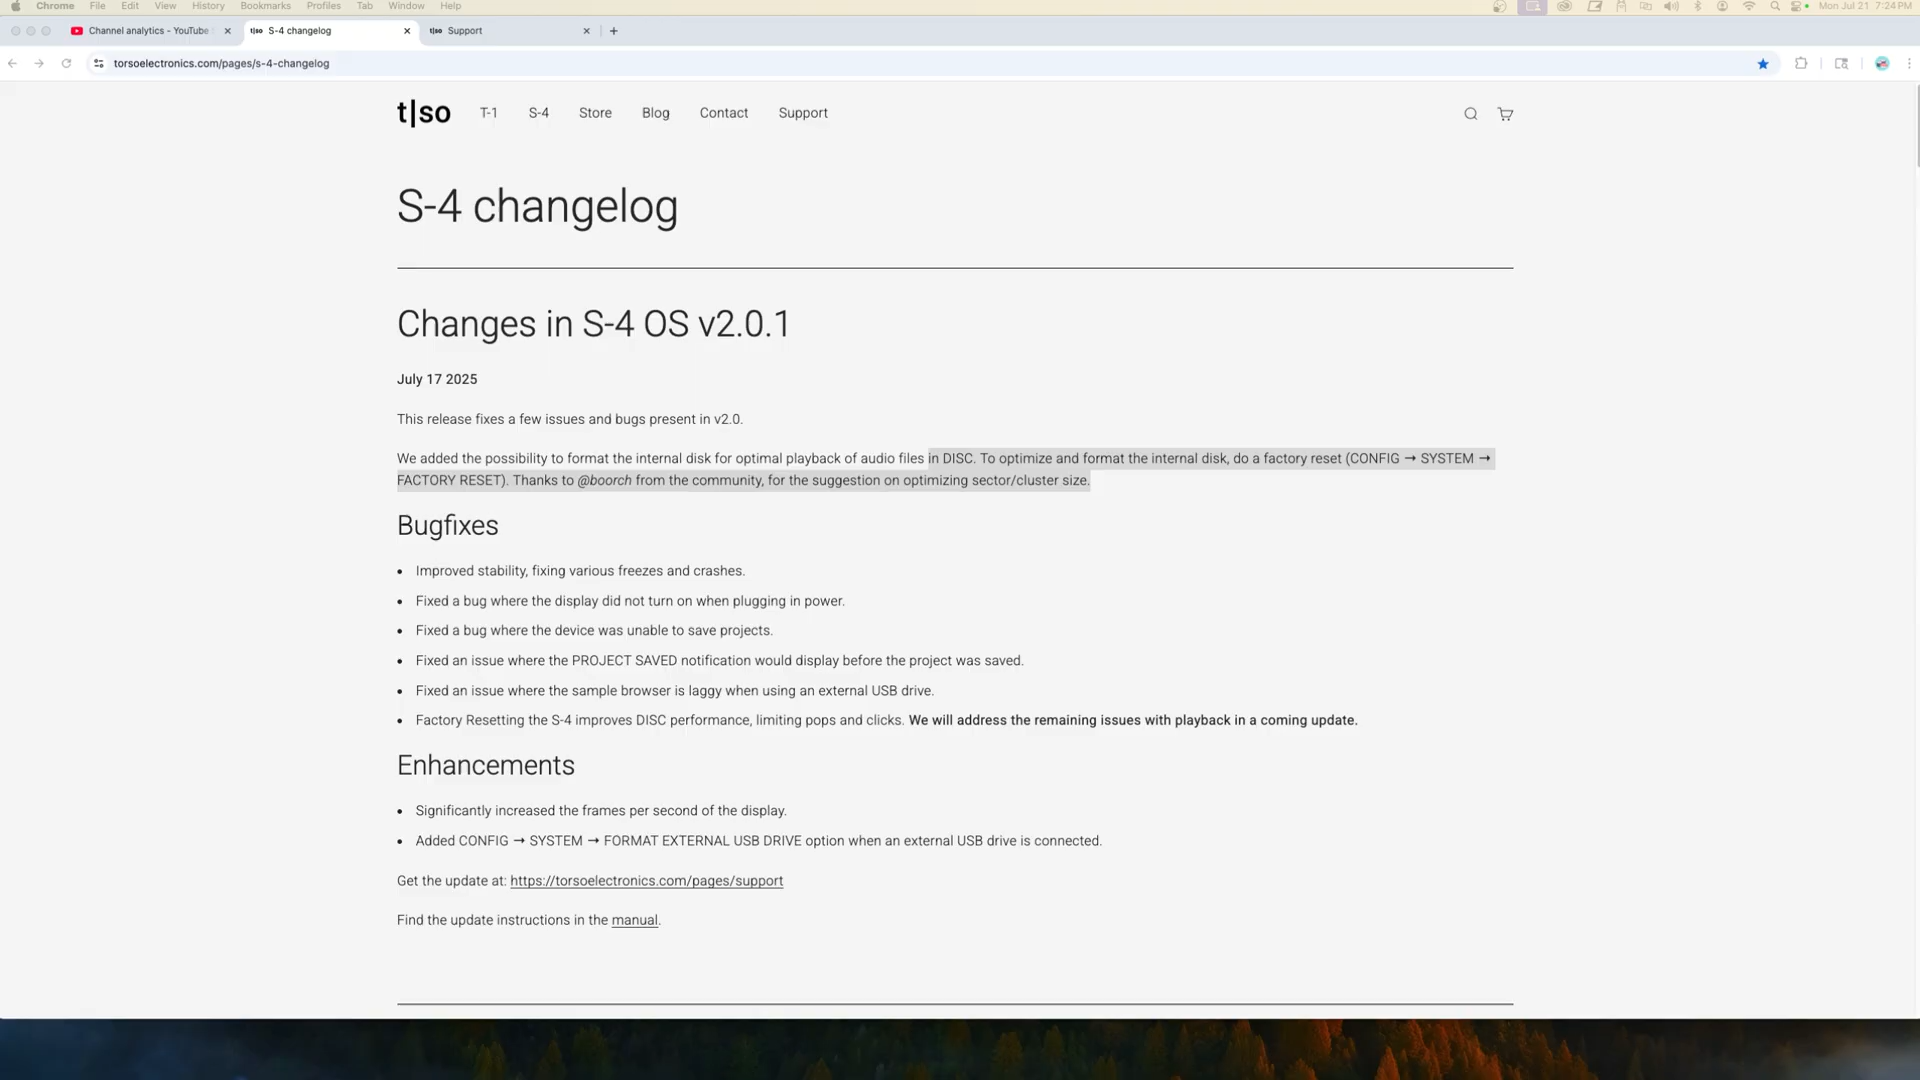 Chrome File Edit View History Bookmarks Profiles Tab Window Help Mon Jul 21 7:24 PM
Channel analytics - YouTube S-4 changelog Support
torsoelectronics.com/pages/s-4-changelog
t|so T-1 S-4 Store Blog Contact Support
S-4 changelog
Changes in S-4 OS v2.0.1
July 17 2025
This release fixes a few issues and bugs present in v2.0.
We added the possibility to format the internal disk for optimal playback of audio files in DISC. To optimize and format the internal disk, do a factory reset (CONFIG → SYSTEM →
FACTORY RESET). Thanks to @boorch from the community, for the suggestion on optimizing sector/cluster size.
Bugfixes
• Improved stability, fixing various freezes and crashes.
• Fixed a bug where the display did not turn on when plugging in power.
• Fixed a bug where the device was unable to save projects.
• Fixed an issue where the PROJECT SAVED notification would display before the project was saved.
• Fixed an issue where the sample browser is laggy when using an external USB drive.
• Factory Resetting the S-4 improves DISC performance, limiting pops and clicks. We will address the remaining issues with playback in a coming update.
Enhancements
• Significantly increased the frames per second of the display.
• Added CONFIG → SYSTEM → FORMAT EXTERNAL USB DRIVE option when an external USB drive is connected.
Get the update at: https://torsoelectronics.com/pages/support
Find the update instructions in the manual.